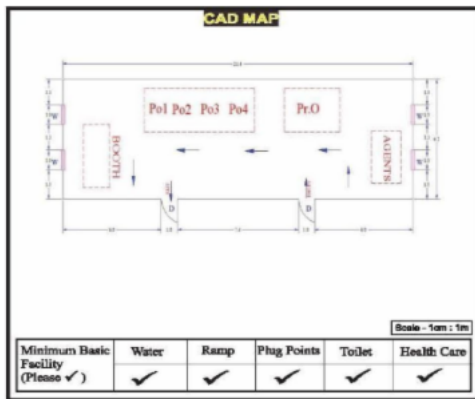 CAD MAP
Po1 Po2 Po3 Po4
Pr.O
W
W
W
W
BOOTH
AGENTS
D
D
Scale - 1cm : 1m
Minimum Basic Facility (Please ✓) Water Ramp Plug Points Toilet Health Care
✓ ✓ ✓ ✓ ✓